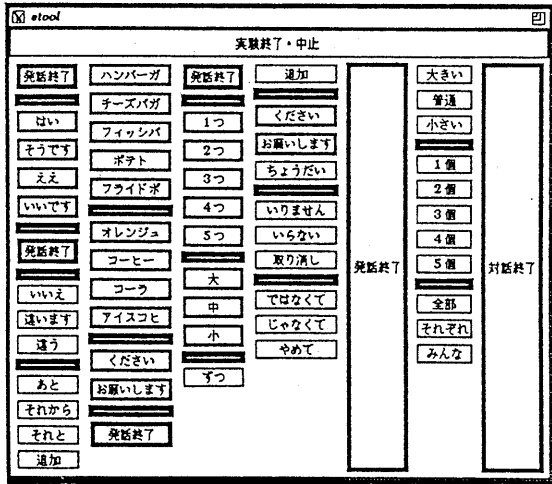 etool
実験終了・中止
発話終了
はい
そうです
ええ
いいです
発話終了
いいえ
違います
違う
あと
それから
それと
追加
ハンバーガ
チーズバガ
フィッシバ
ポテト
フライドポ
オレンジュ
コーヒー
コーラ
アイスコヒ
ください
お願いします
発話終了
発話終了
1つ
2つ
3つ
4つ
5つ
大
中
小
ずつ
追加
ください
お願いします
ちょうだい
いりません
いらない
取り消し
ではなくて
じゃなくて
やめて
発話終了
大きい
普通
小さい
1個
2個
3個
4個
5個
全部
それぞれ
みんな
対話終了